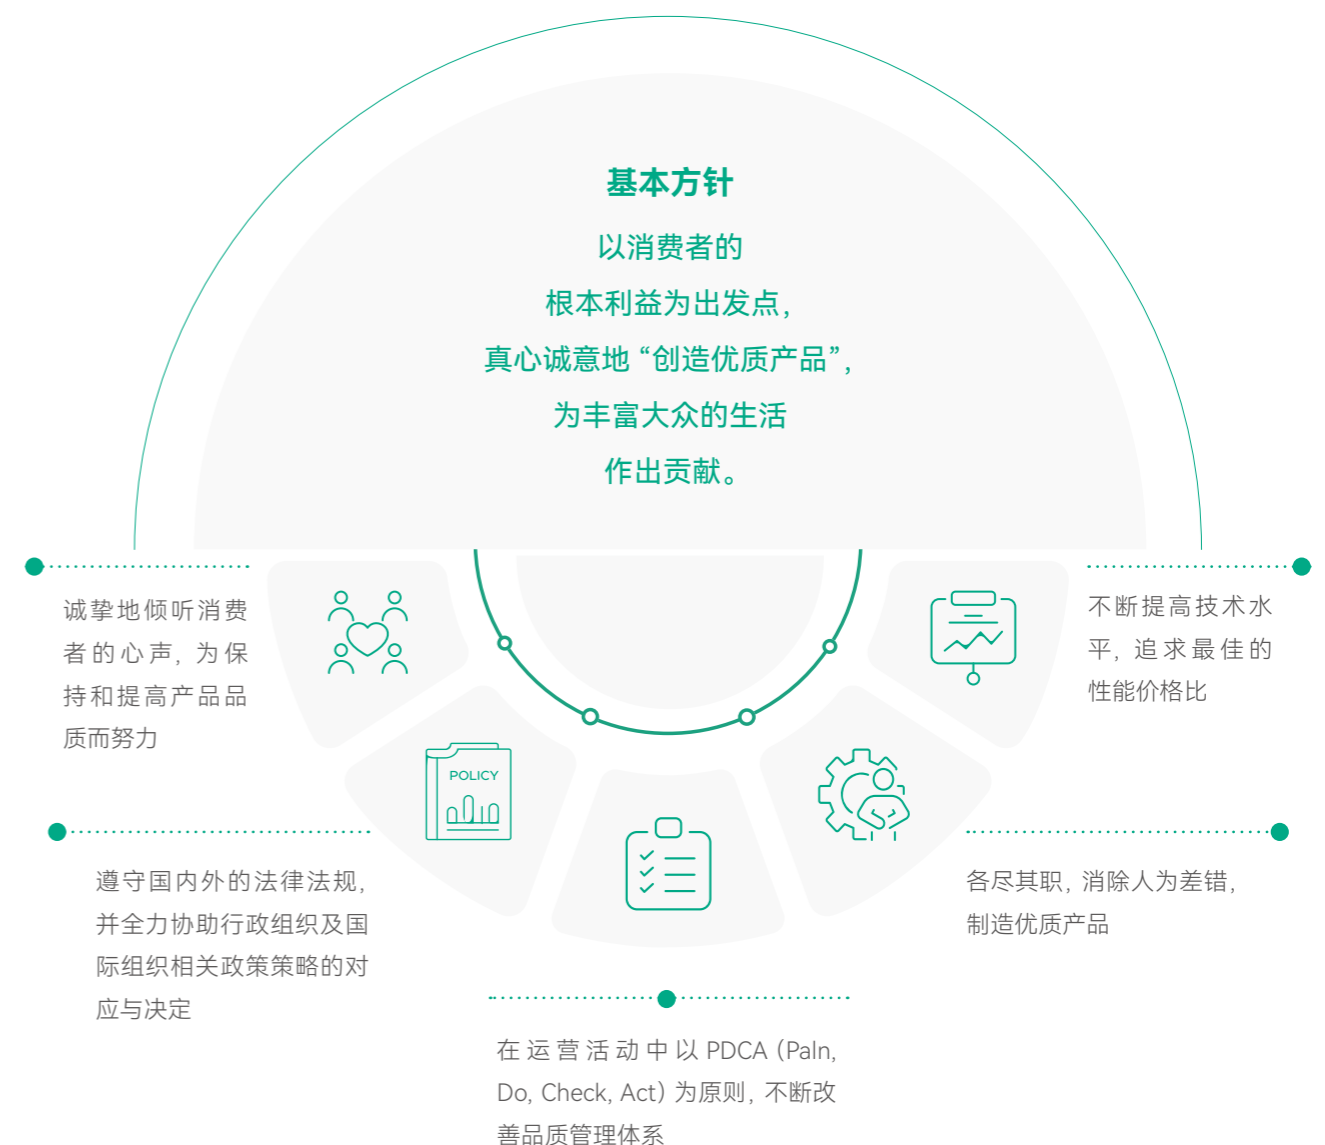 基本方针
以消费者的
根本利益为出发点，
真心诚意地“创造优质产品”，
为丰富大众的生活
作出贡献。
诚挚地倾听消费
者的心声，为保
持和提高产品品
质而努力
POLICY
遵守国内外的法律法规，
并全力协助行政组织及国
际组织相关政策策略的对
应与决定
在运营活动中以 PDCA（Paln,
Do, Check, Act）为原则，不断改
善品质管理体系
各尽其职，消除人为差错，
制造优质产品
不断提高技术水
平，追求最佳的
性能价格比